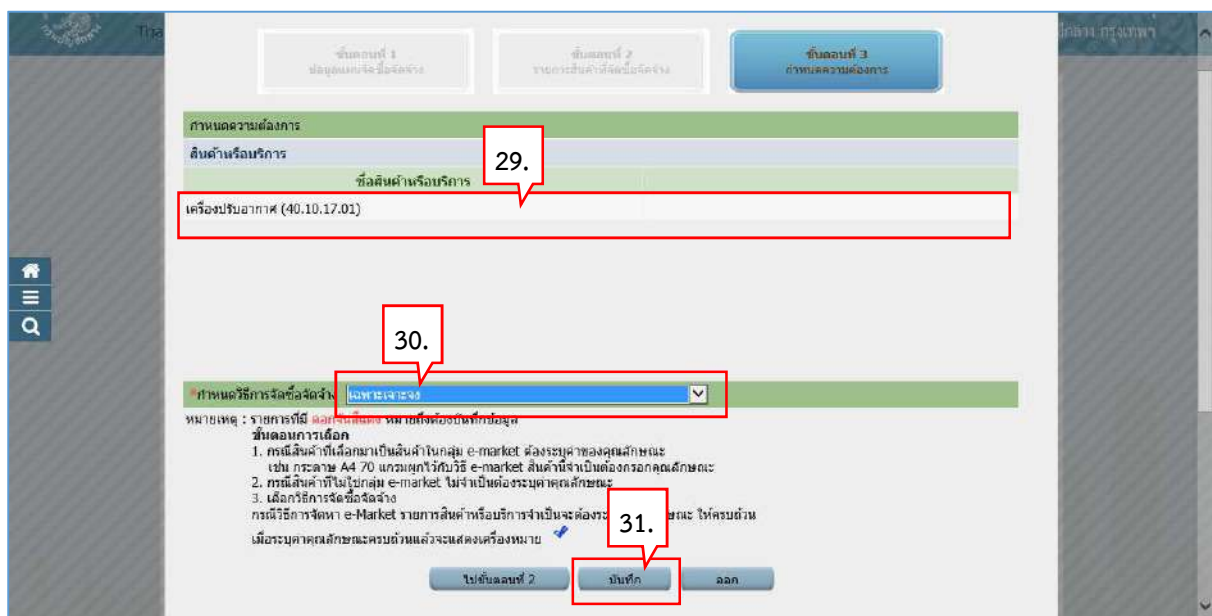 Tha
ขั้นตอนที่ 1
ข้อมูลแผนจัดซื้อจัดจ้าง
ขั้นตอนที่ 2
รายการสินค้าที่จัดซื้อจัดจ้าง
ขั้นตอนที่ 3
กำหนดความต้องการ
กำหนดความต้องการ
สินค้าหรือบริการ
29.
ชื่อสินค้าหรือบริการ
เครื่องปรับอากาศ (40.10.17.01)
30.
*กำหนดวิธีการจัดซื้อจัดจ้าง เฉพาะเจาะจง
หมายเหตุ : รายการที่มี ดอกจันสีแดง หมายถึงต้องบันทึกข้อมูล
ขั้นตอนการเลือก
1. กรณีสินค้าที่เลือกมาเป็นสินค้าในกลุ่ม e-market ต้องระบุค่าของคุณลักษณะ
เช่น กระดาษ A4 70 แกรมผูกไว้กับวิธี e-market สินค้านี้จำเป็นต้องกรอกคุณลักษณะ
2. กรณีสินค้าที่ไม่ใช่กลุ่ม e-market ไม่จำเป็นต้องระบุค่าคุณลักษณะ
3. เลือกวิธีการจัดซื้อจัดจ้าง
กรณีวิธีการจัดหา e-Market รายการสินค้าหรือบริการจำเป็นจะต้องระ ษณะ ให้ครบถ้วน
31.
เมื่อระบุค่าคุณลักษณะครบถ้วนแล้วจะแสดงเครื่องหมาย
ไปขั้นตอนที่ 2
บันทึก
ออก